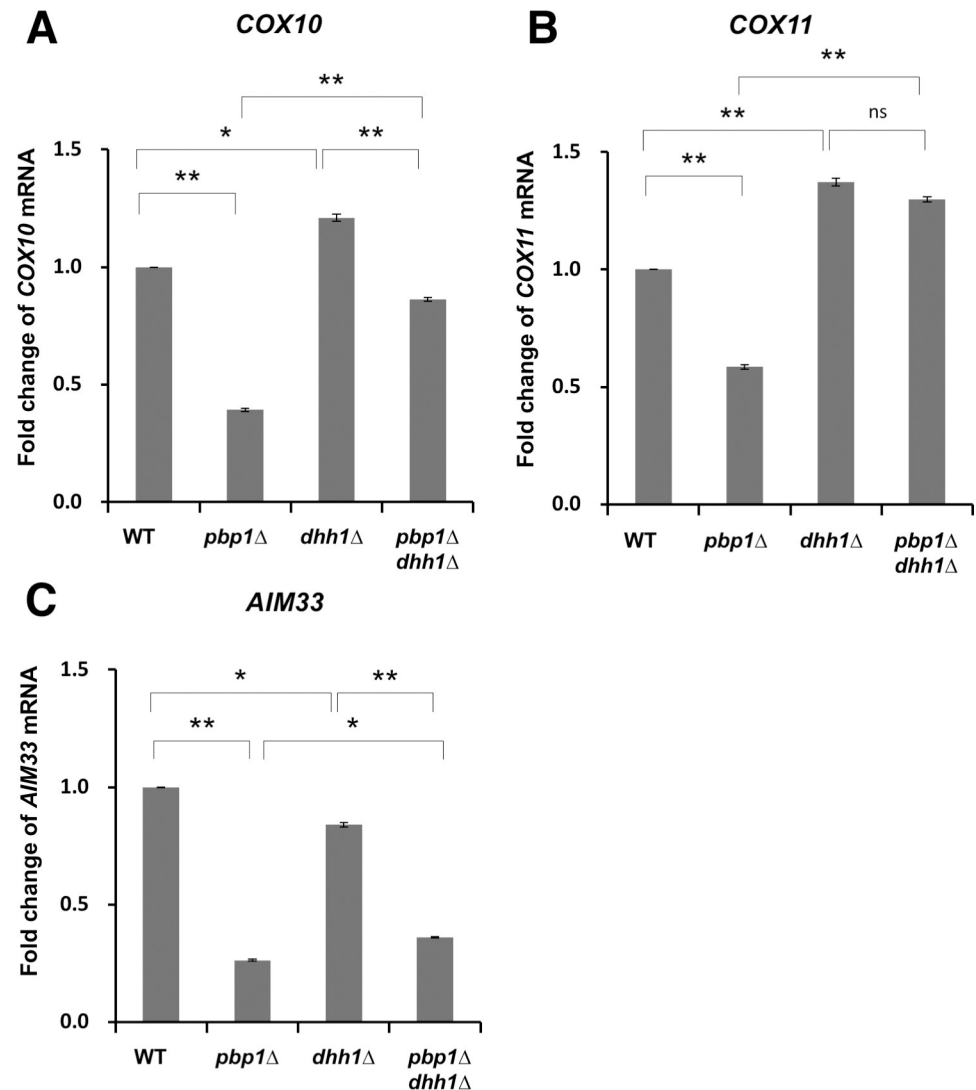 A
COX10
**
*
**
**
Fold change of COX10 mRNA
1.5
1.0
0.5
0.0
WT
pbp1Δ
dhh1Δ
pbp1Δ
dhh1Δ
B
COX11
**
**
ns
**
Fold change of COX11 mRNA
1.5
1.0
0.5
0.0
WT
pbp1Δ
dhh1Δ
pbp1Δ
dhh1Δ
C
AIM33
*
**
**
*
Fold change of AIM33 mRNA
1.5
1.0
0.5
0.0
WT
pbp1Δ
dhh1Δ
pbp1Δ
dhh1Δ